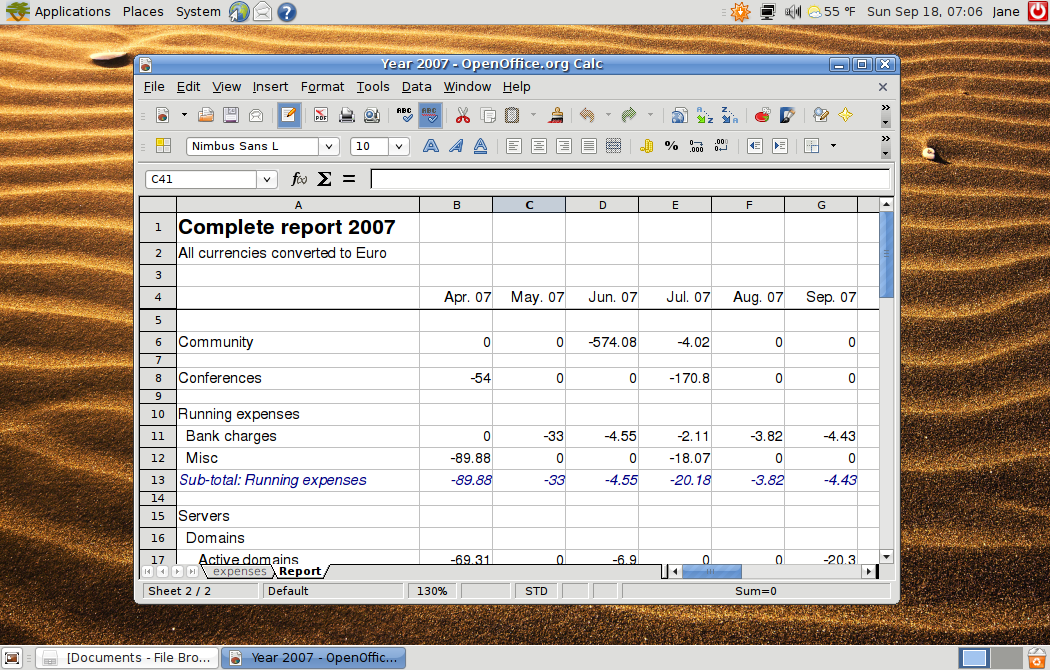 Applications Places System 55 °F Sun Sep 18, 07:06 Jane
Year 2007 - OpenOffice.org Calc
File Edit View Insert Format Tools Data Window Help
PDF ABC ABC
Nimbus Sans L 10 A A A %
C41 f(x) Σ =
A B C D E F G
1 Complete report 2007
2 All currencies converted to Euro
3
4 Apr. 07 May. 07 Jun. 07 Jul. 07 Aug. 07 Sep. 07
5
6 Community 0 0 -574.08 -4.02 0 0
7
8 Conferences -54 0 0 -170.8 0 0
9
10 Running expenses
11 Bank charges 0 -33 -4.55 -2.11 -3.82 -4.43
12 Misc -89.88 0 0 -18.07 0 0
13 Sub-total: Running expenses -89.88 -33 -4.55 -20.18 -3.82 -4.43
14
15 Servers
16 Domains
17 Active domains -69.31 0 -6.9 0 0 -20.3
expenses Report
Sheet 2 / 2 Default 130% STD Sum=0
[Documents - File Bro... Year 2007 - OpenOffic...